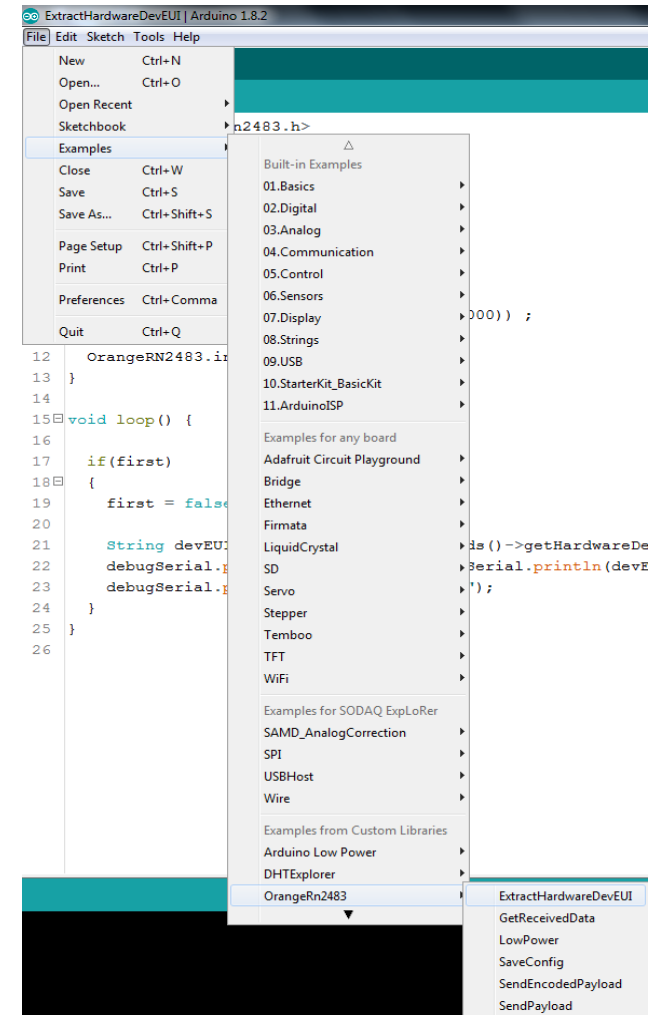 ExtractHardwareDevEUI | Arduino 1.8.2
File Edit Sketch Tools Help
New Ctrl+N
Open... Ctrl+O
Open Recent
Sketchbook
Examples
Close Ctrl+W
Save Ctrl+S
Save As... Ctrl+Shift+S
Page Setup Ctrl+Shift+P
Print Ctrl+P
Preferences Ctrl+Comma
Quit Ctrl+Q
n2483.h>
Built-in Examples
01.Basics
02.Digital
03.Analog
04.Communication
05.Control
06.Sensors
07.Display
08.Strings
09.USB
10.StarterKit_BasicKit
11.ArduinoISP
Examples for any board
Adafruit Circuit Playground
Bridge
Ethernet
Firmata
LiquidCrystal
SD
Servo
Stepper
Temboo
TFT
WiFi
Examples for SODAQ ExpLoRer
SAMD_AnalogCorrection
SPI
USBHost
Wire
Examples from Custom Libraries
Arduino Low Power
DHTExplorer
OrangeRn2483
ExtractHardwareDevEUI
GetReceivedData
LowPower
SaveConfig
SendEncodedPayload
SendPayload
000)) ;
12 OrangeRN2483.in
13 }
14
15 void loop() {
16
17 if(first)
18 {
19 first = false
20
21 String devEUI ds()->getHardwareDe
22 debugSerial.p Serial.println(devE
23 debugSerial.p ");
24 }
25 }
26